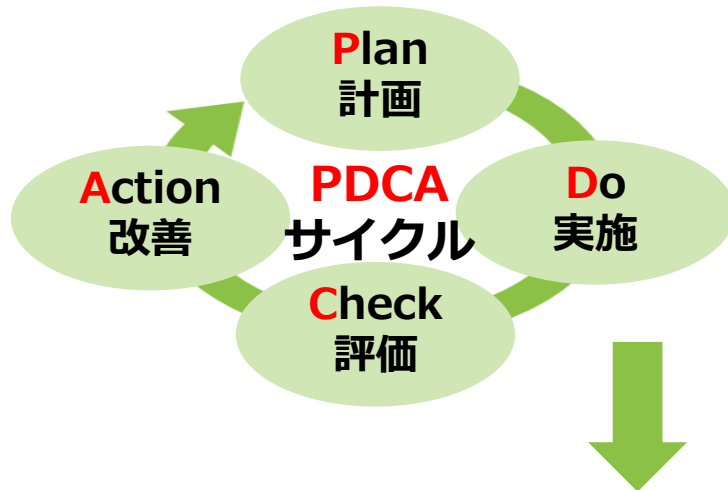 Plan
計画
Action
改善
PDCA
サイクル
Do
実施
Check
評価